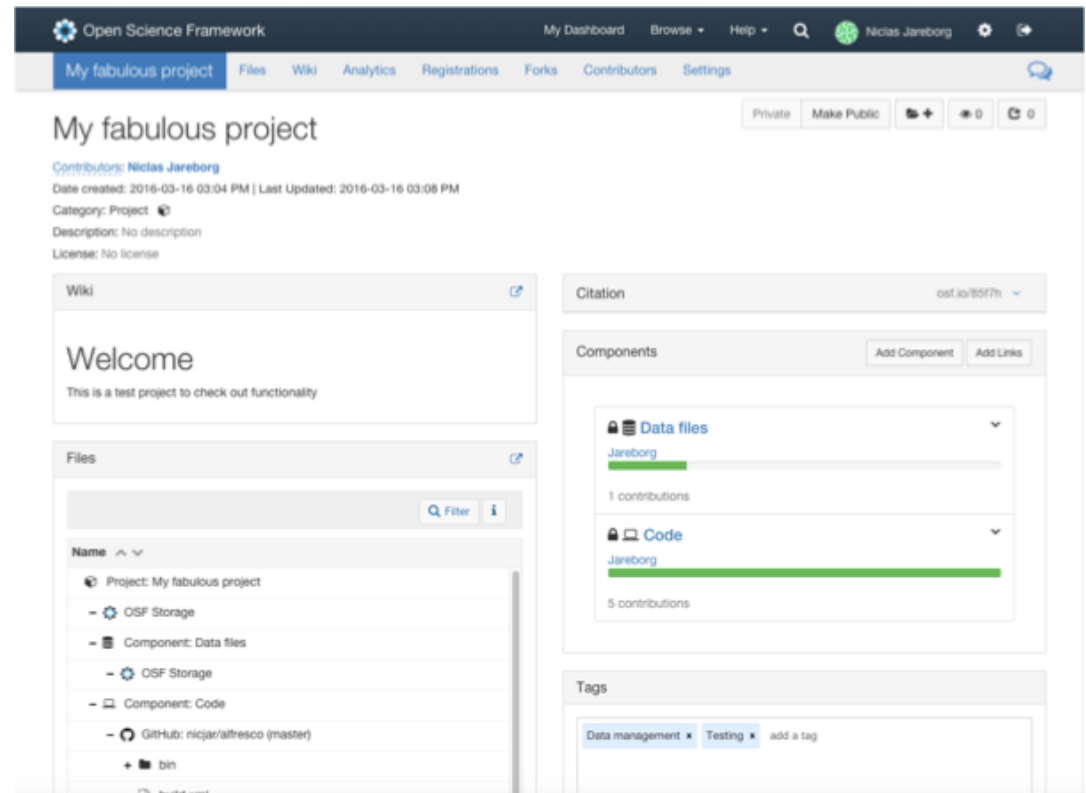 Open Science Framework My Dashboard Browse Help Niclas Jareborg
My fabulous project Files Wiki Analytics Registrations Forks Contributors Settings
My fabulous project
Private Make Public 0 0
Contributors: Niclas Jareborg
Date created: 2016-03-16 03:04 PM | Last Updated: 2016-03-16 03:08 PM
Category: Project
Description: No description
License: No license
Wiki
Welcome
This is a test project to check out functionality
Files
Filter i
Name
Project: My fabulous project
– OSF Storage
– Component: Data files
– OSF Storage
– Component: Code
– GitHub: nicjar/alfresco (master)
+ bin
Citation osf.io/85f7h
Components Add Component Add Links
Data files
Jareborg
1 contributions
Code
Jareborg
5 contributions
Tags
Data management x Testing x add a tag